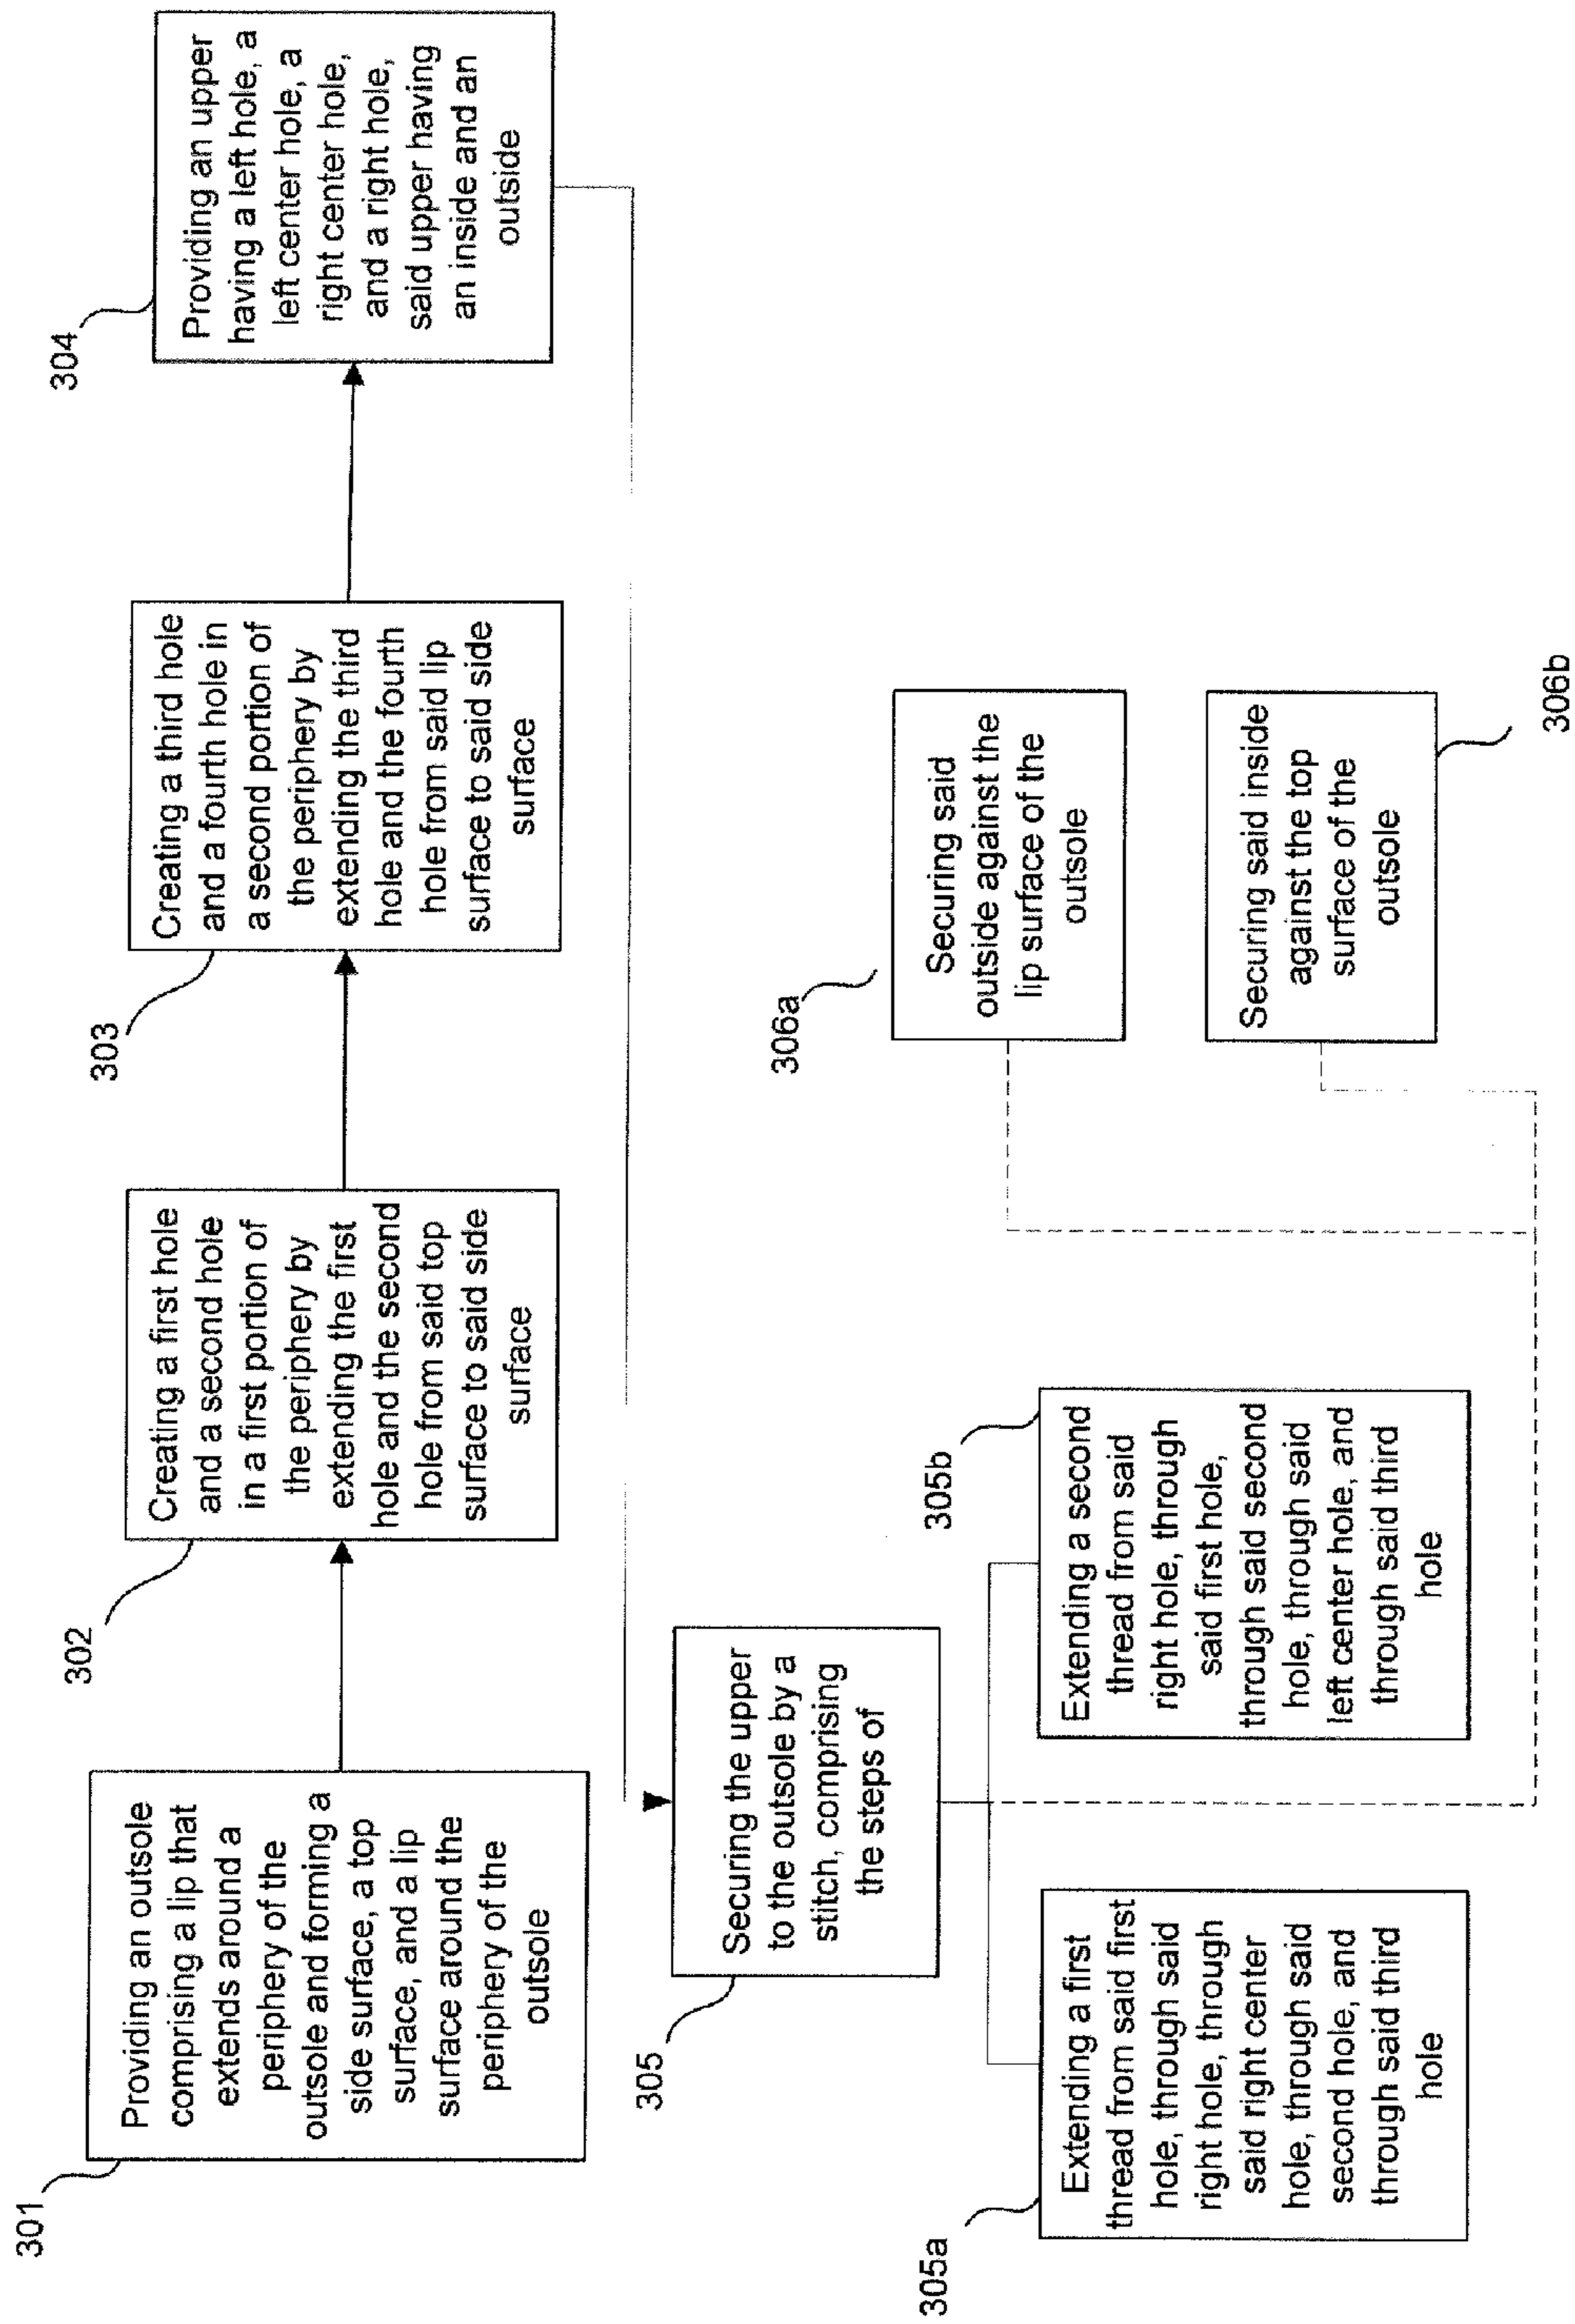 301
Providing an outsole
comprising a lip that
extends around a
periphery of the
outsole and forming a
side surface, a top
surface, and a lip
surface around the
periphery of the
outsole
302
Creating a first hole
and a second hole
in a first portion of
the periphery by
extending the first
hole and the second
hole from said top
surface to said side
surface
303
Creating a third hole
and a fourth hole in
a second portion of
the periphery by
extending the third
hole and the fourth
hole from said lip
surface to said side
surface
304
Providing an upper
having a left hole, a
left center hole, a
right center hole,
and a right hole,
said upper having
an inside and an
outside
305
Securing the upper
to the outsole by a
stitch, comprising
the steps of
305a
Extending a first
thread from said first
hole, through said
right hole, through
said right center
hole, through said
second hole, and
through said third
hole
305b
Extending a second
thread from said
right hole, through
said first hole,
through said second
hole, through said
left center hole, and
through said third
hole
306a
Securing said
outside against the
lip surface of the
outsole
306b
Securing said inside
against the top
surface of the
outsole